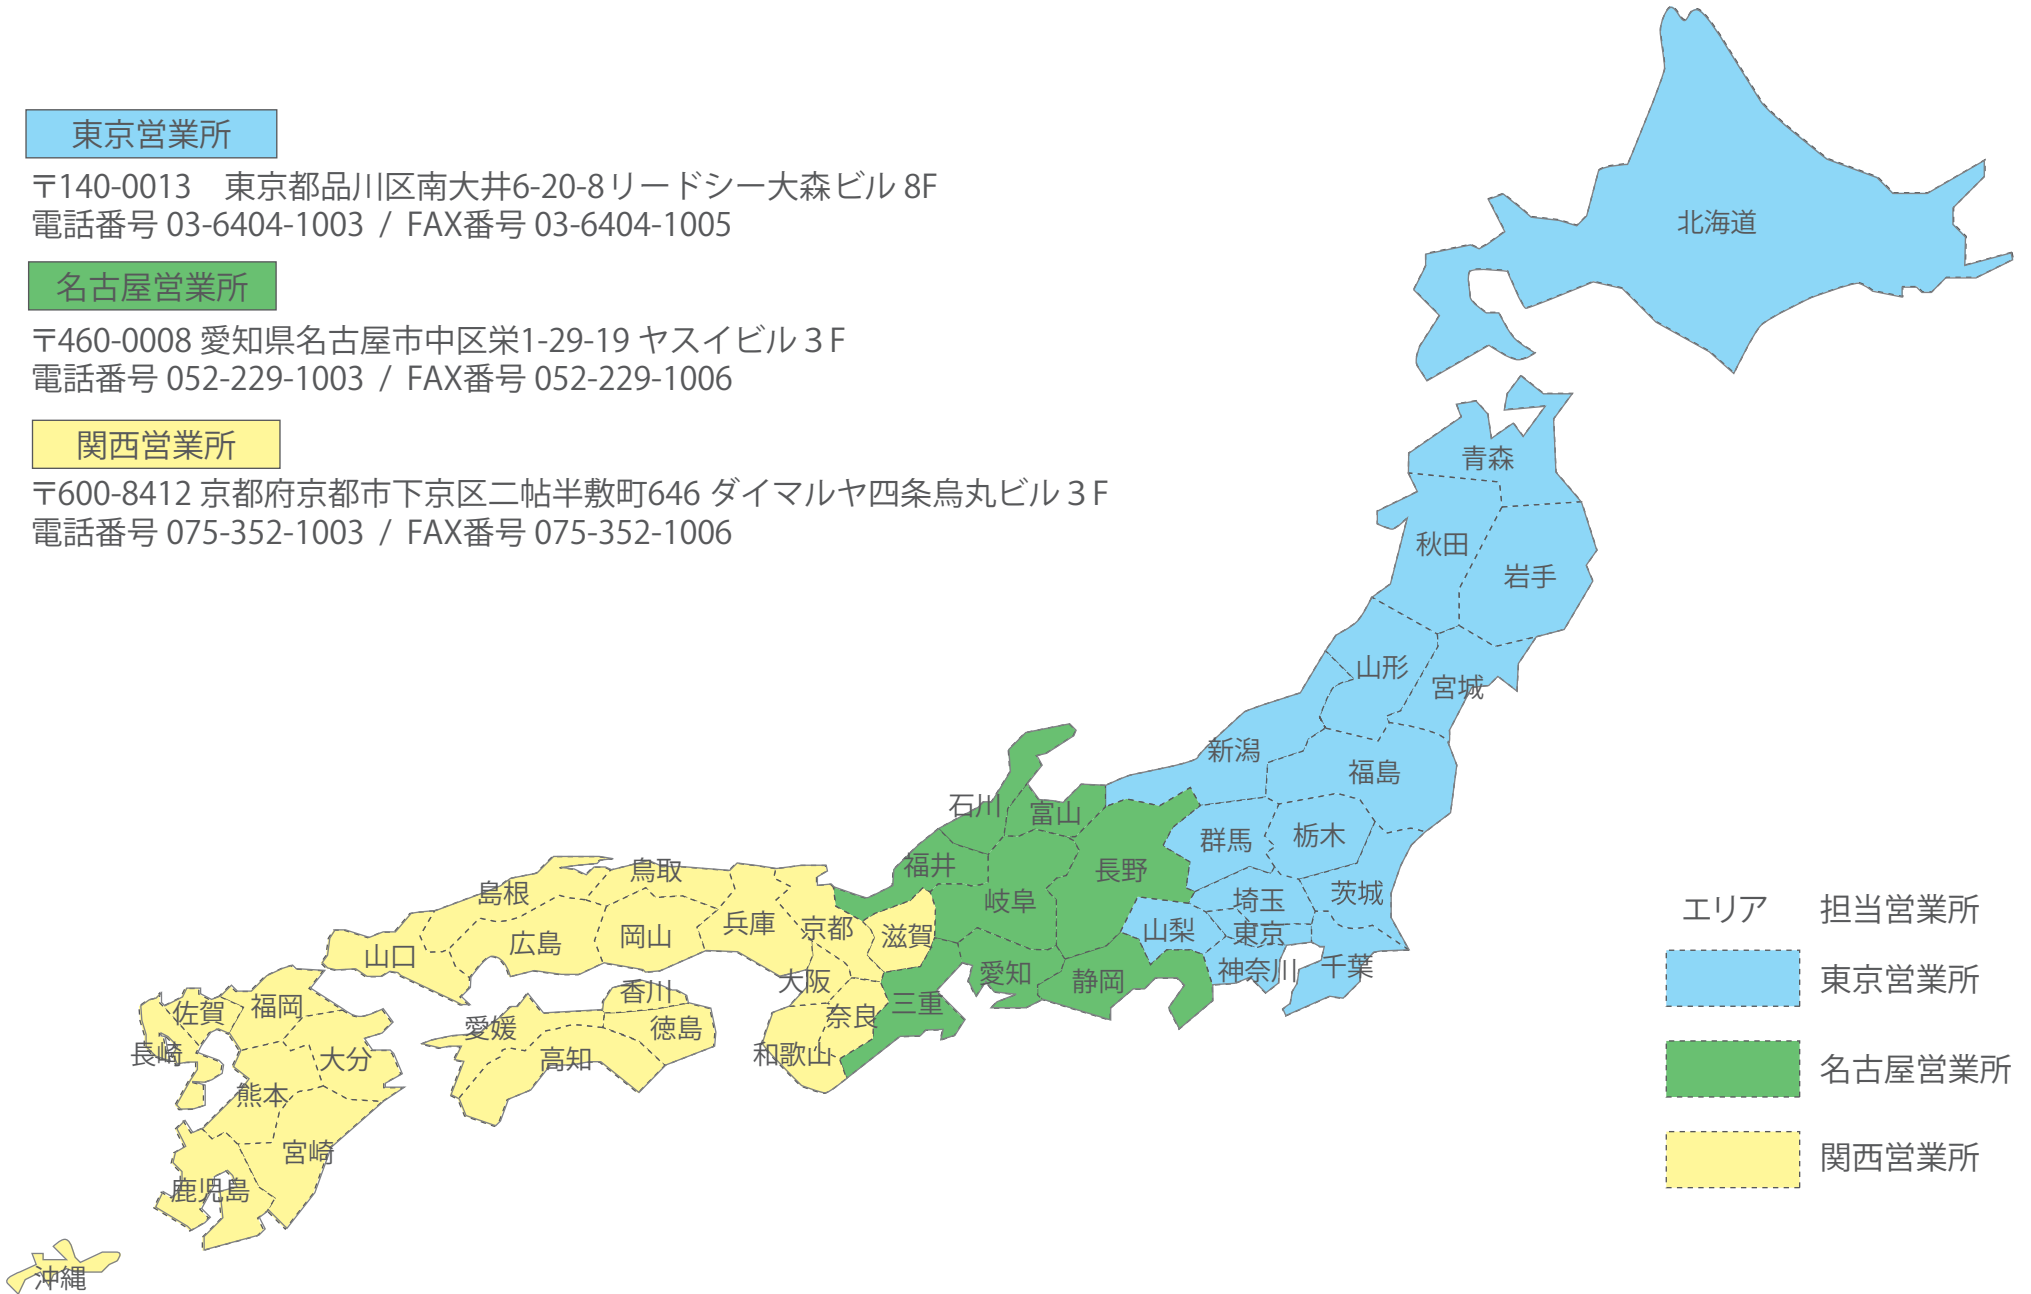 東京営業所
〒140-0013　東京都品川区南大井6-20-8リードシー大森ビル 8F
電話番号 03-6404-1003 / FAX番号 03-6404-1005
名古屋営業所
〒460-0008 愛知県名古屋市中区栄1-29-19 ヤスイビル３F
電話番号 052-229-1003 / FAX番号 052-229-1006
関西営業所
〒600-8412 京都府京都市下京区二帖半敷町646 ダイマルヤ四条烏丸ビル３F
電話番号 075-352-1003 / FAX番号 075-352-1006
北海道
青森
秋田
岩手
山形
宮城
新潟
福島
石川
富山
群馬
栃木
福井
長野
岐阜
埼玉
茨城
鳥取
島根
兵庫
京都
滋賀
山梨
東京
広島
岡山
山口
大阪
愛知
静岡
神奈川
千葉
香川
三重
奈良
佐賀
福岡
愛媛
徳島
長崎
大分
高知
和歌山
熊本
宮崎
鹿児島
沖縄
エリア 担当営業所
東京営業所
名古屋営業所
関西営業所